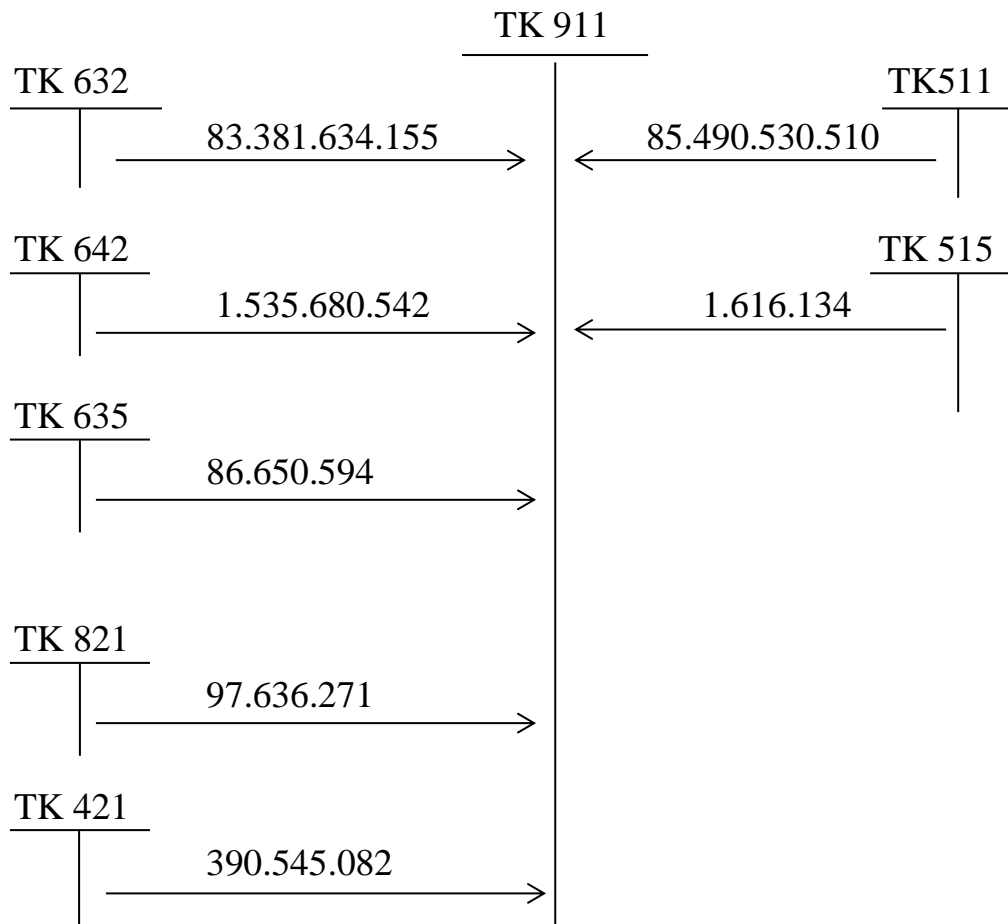 TK 911
TK 632
TK511
83.381.634.155
85.490.530.510
TK 642
TK 515
1.535.680.542
1.616.134
TK 635
86.650.594
TK 821
97.636.271
TK 421
390.545.082